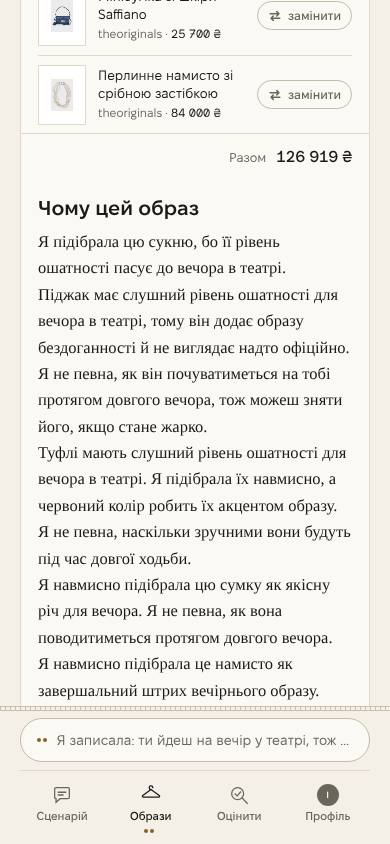 Saffiano
theoriginals · 25 700 ₴
замінити
Перлинне намисто зі
срібною застібкою
theoriginals · 84 000 ₴
замінити
Разом 126 919 ₴
Чому цей образ
Я підібрала цю сукню, бо її рівень
ошатності пасує до вечора в театрі.
Піджак має слушний рівень ошатності для
вечора в театрі, тому він додає образу
бездоганності й не виглядає надто офіційно.
Я не певна, як він почуватиметься на тобі
протягом довгого вечора, тож можеш зняти
його, якщо стане жарко.
Туфлі мають слушний рівень ошатності для
вечора в театрі. Я підібрала їх навмисно, а
червоний колір робить їх акцентом образу.
Я не певна, наскільки зручними вони будуть
під час довгої ходьби.
Я навмисно підібрала цю сумку як якісну
річ для вечора. Я не певна, як вона
поводитиметься протягом довгого вечора.
Я навмисно підібрала це намисто як
завершальний штрих вечірнього образу.
Я записала: ти йдеш на вечір у театрі, тож ...
Сценарій
Образи
Оцінити
І
Профіль